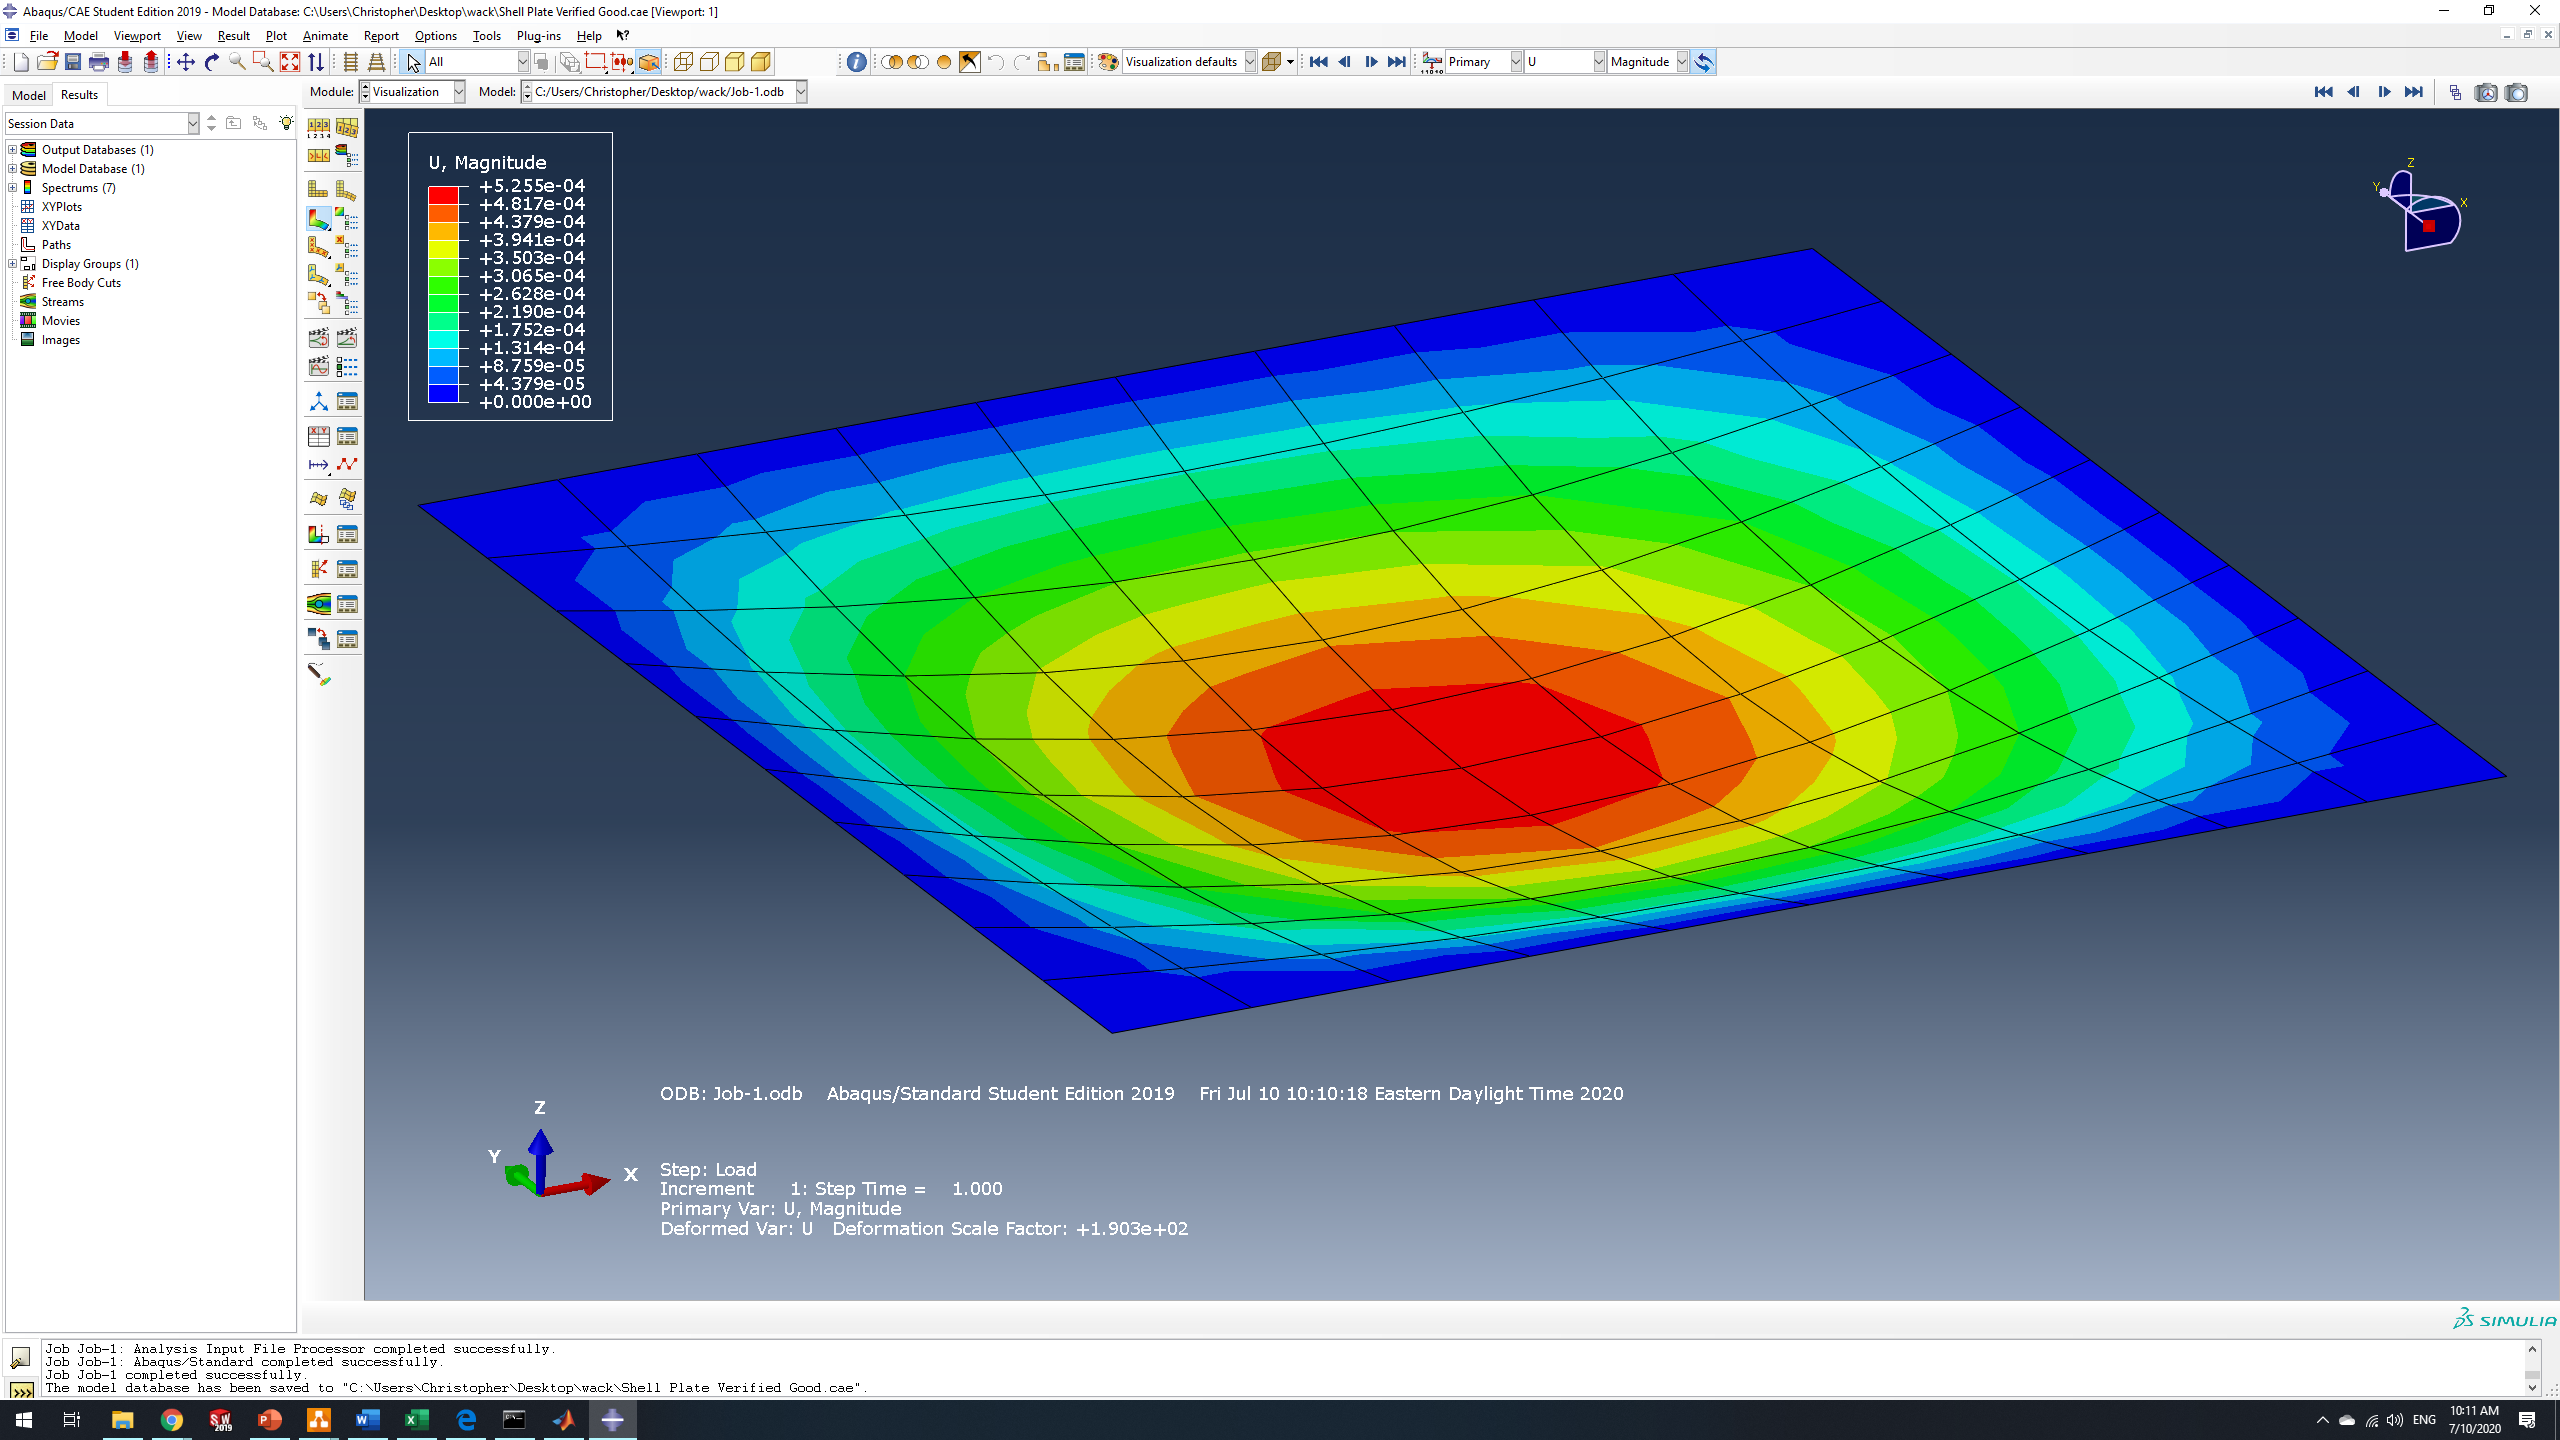 Abaqus/CAE Student Edition 2019 - Model Database: C:\Users\Christopher\Desktop\wack\Shell Plate Verified Good.cae [Viewport: 1]
File Model Viewport View Result Plot Animate Report Options Tools Plug-ins Help
All Visualization defaults Primary U Magnitude
Model Results Module: Visualization Model: C:/Users/Christopher/Desktop/wack/Job-1.odb
Session Data
Output Databases (1)
Model Database (1)
Spectrums (7)
XYPlots
XYData
Paths
Display Groups (1)
Free Body Cuts
Streams
Movies
Images
U, Magnitude
+5.255e-04
+4.817e-04
+4.379e-04
+3.941e-04
+3.503e-04
+3.065e-04
+2.628e-04
+2.190e-04
+1.752e-04
+1.314e-04
+8.759e-05
+4.379e-05
+0.000e+00
Z
Y
X
ODB: Job-1.odb Abaqus/Standard Student Edition 2019 Fri Jul 10 10:10:18 Eastern Daylight Time 2020
Z
Y
X
Step: Load
Increment 1: Step Time = 1.000
Primary Var: U, Magnitude
Deformed Var: U Deformation Scale Factor: +1.903e+02
SIMULIA
Job Job-1: Analysis Input File Processor completed successfully.
Job Job-1: Abaqus/Standard completed successfully.
Job Job-1 completed successfully.
The model database has been saved to "C:\Users\Christopher\Desktop\wack\Shell Plate Verified Good.cae".
ENG
10:11 AM
7/10/2020